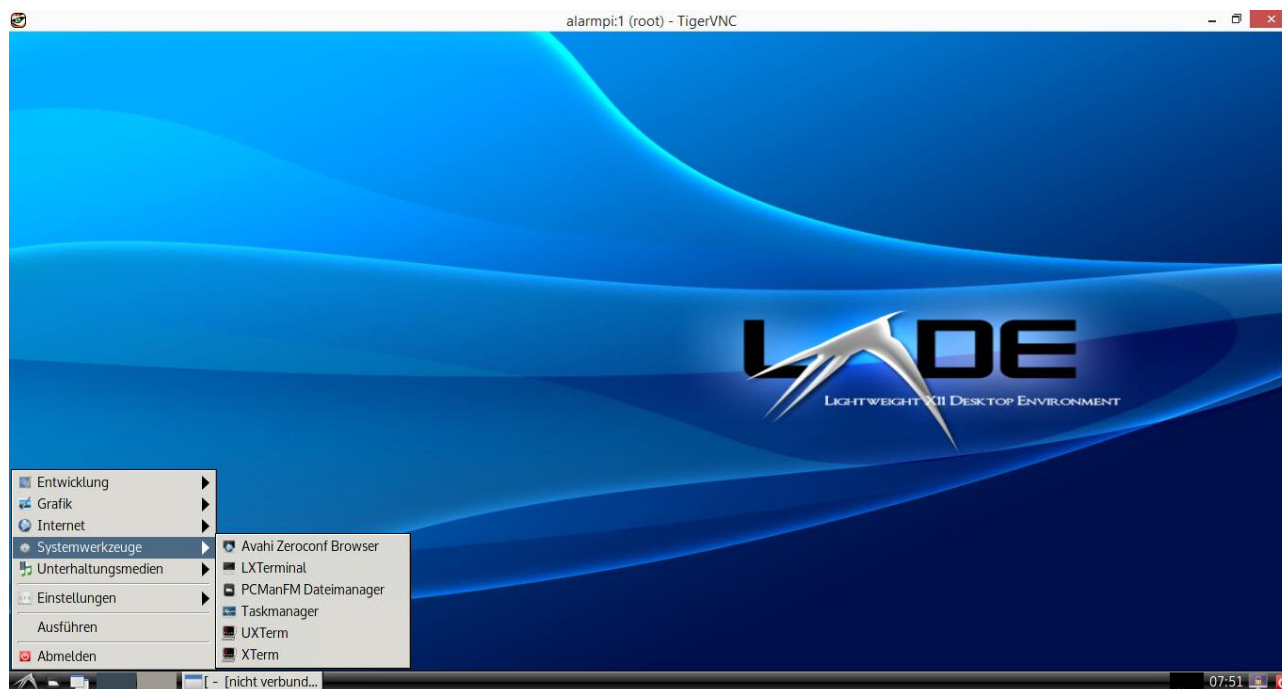 alarmpi:1 (root) - TigerVNC
LXDE
LIGHTWEIGHT X11 DESKTOP ENVIRONMENT
Entwicklung
Grafik
Internet
Systemwerkzeuge
Unterhaltungsmedien
Einstellungen
Ausführen
Abmelden
Avahi Zeroconf Browser
LXTerminal
PCManFM Dateimanager
Taskmanager
UXTerm
XTerm
[ - [nicht verbund...
07:51